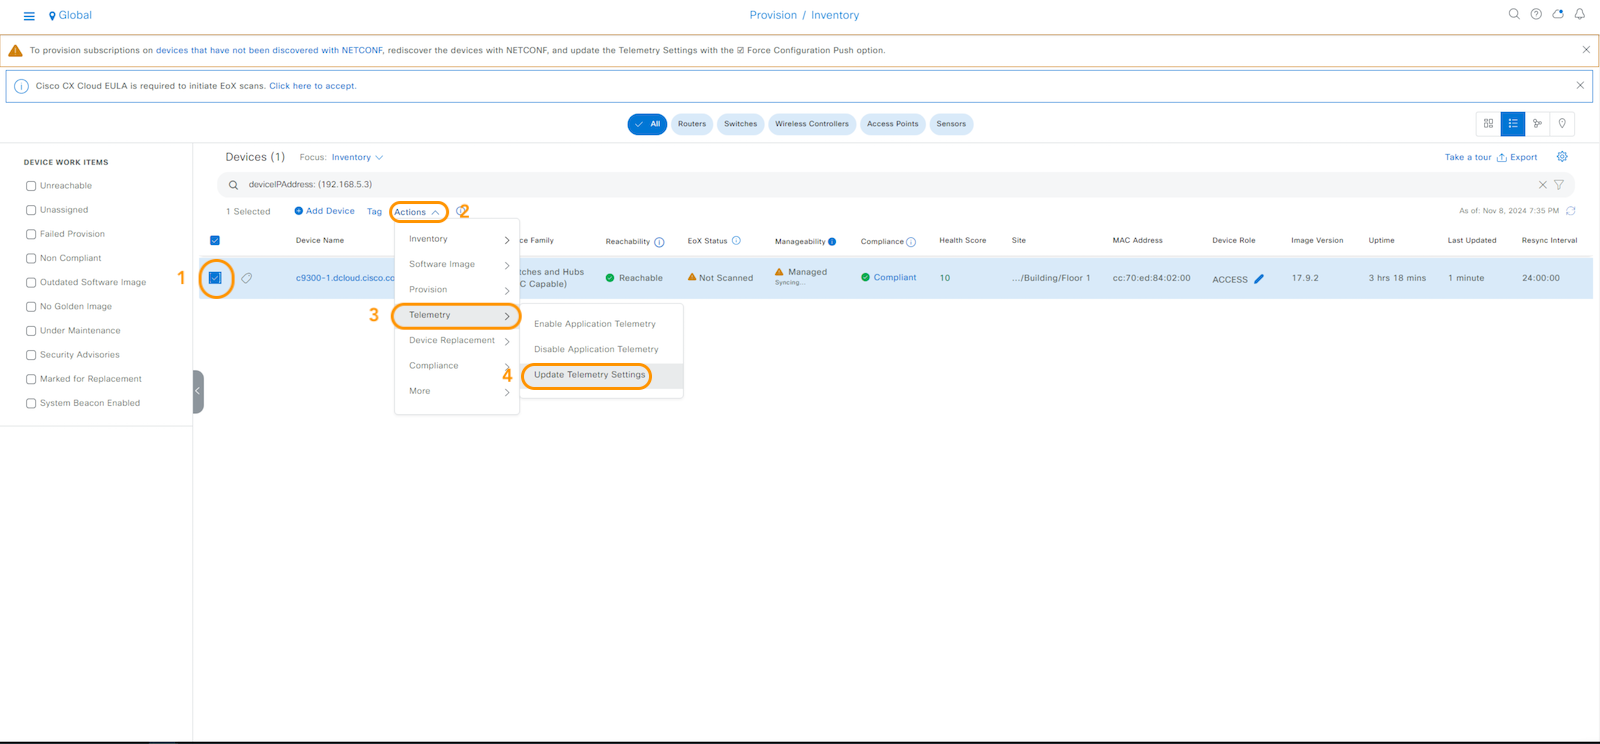 Global
Provision / Inventory
To provision subscriptions on devices that have not been discovered with NETCONF, rediscover the devices with NETCONF, and update the Telemetry Settings with the ☑ Force Configuration Push option.
Cisco CX Cloud EULA is required to initiate EoX scans. Click here to accept.
All Routers Switches Wireless Controllers Access Points Sensors
DEVICE WORK ITEMS
Unreachable
Unassigned
Failed Provision
Non Compliant
Outdated Software Image
No Golden Image
Under Maintenance
Security Advisories
Marked for Replacement
System Beacon Enabled
Devices (1) Focus: Inventory Take a tour Export
deviceIPAddress: (192.168.5.3)
1 Selected Add Device Tag Actions 2 As of: Nov 8, 2024 7:35 PM
Device Name ce Family Reachability EoX Status Manageability Compliance Health Score Site MAC Address Device Role Image Version Uptime Last Updated Resync Interval
1 c9300-1.dcloud.cisco.co tches and Hubs Reachable Not Scanned Managed Compliant 10 .../Building/Floor 1 cc:70:ed:84:02:00 ACCESS 17.9.2 3 hrs 18 mins 1 minute 24:00:00
C Capable) Syncing...
Inventory
Software Image
Provision
3 Telemetry
Device Replacement
Compliance
More
Enable Application Telemetry
Disable Application Telemetry
4 Update Telemetry Settings